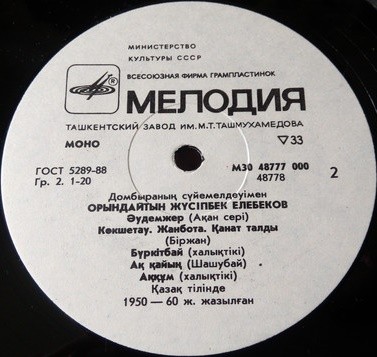 МИНИСТЕРСТВО
КУЛЬТУРЫ СССР
ВСЕСОЮЗНАЯ ФИРМА ГРАМПЛАСТИНОК
МЕЛОДИЯ
ТАШКЕНТСКИЙ ЗАВОД ИМ.М.Т.ТАШМУХАМЕДОВА
МОНО
▽33
ГОСТ 5289-88
Гр. 2. 1-20
М30 48777 000
48778
2
Домбыраның сүйемелдеуімен
ОРЫНДАЙТЫН ЖҮСІПБЕК ЕЛЕБЕКОВ
Әудемжер (Ақан сері)
Көкшетау. Жанбота. Қанат талды
(Біржан)
Бүркітбай (халықтікі)
Ақ қайың (Шашубай)
Аққұм (халықтікі)
Қазақ тілінде
1950 — 60 ж. жазылған